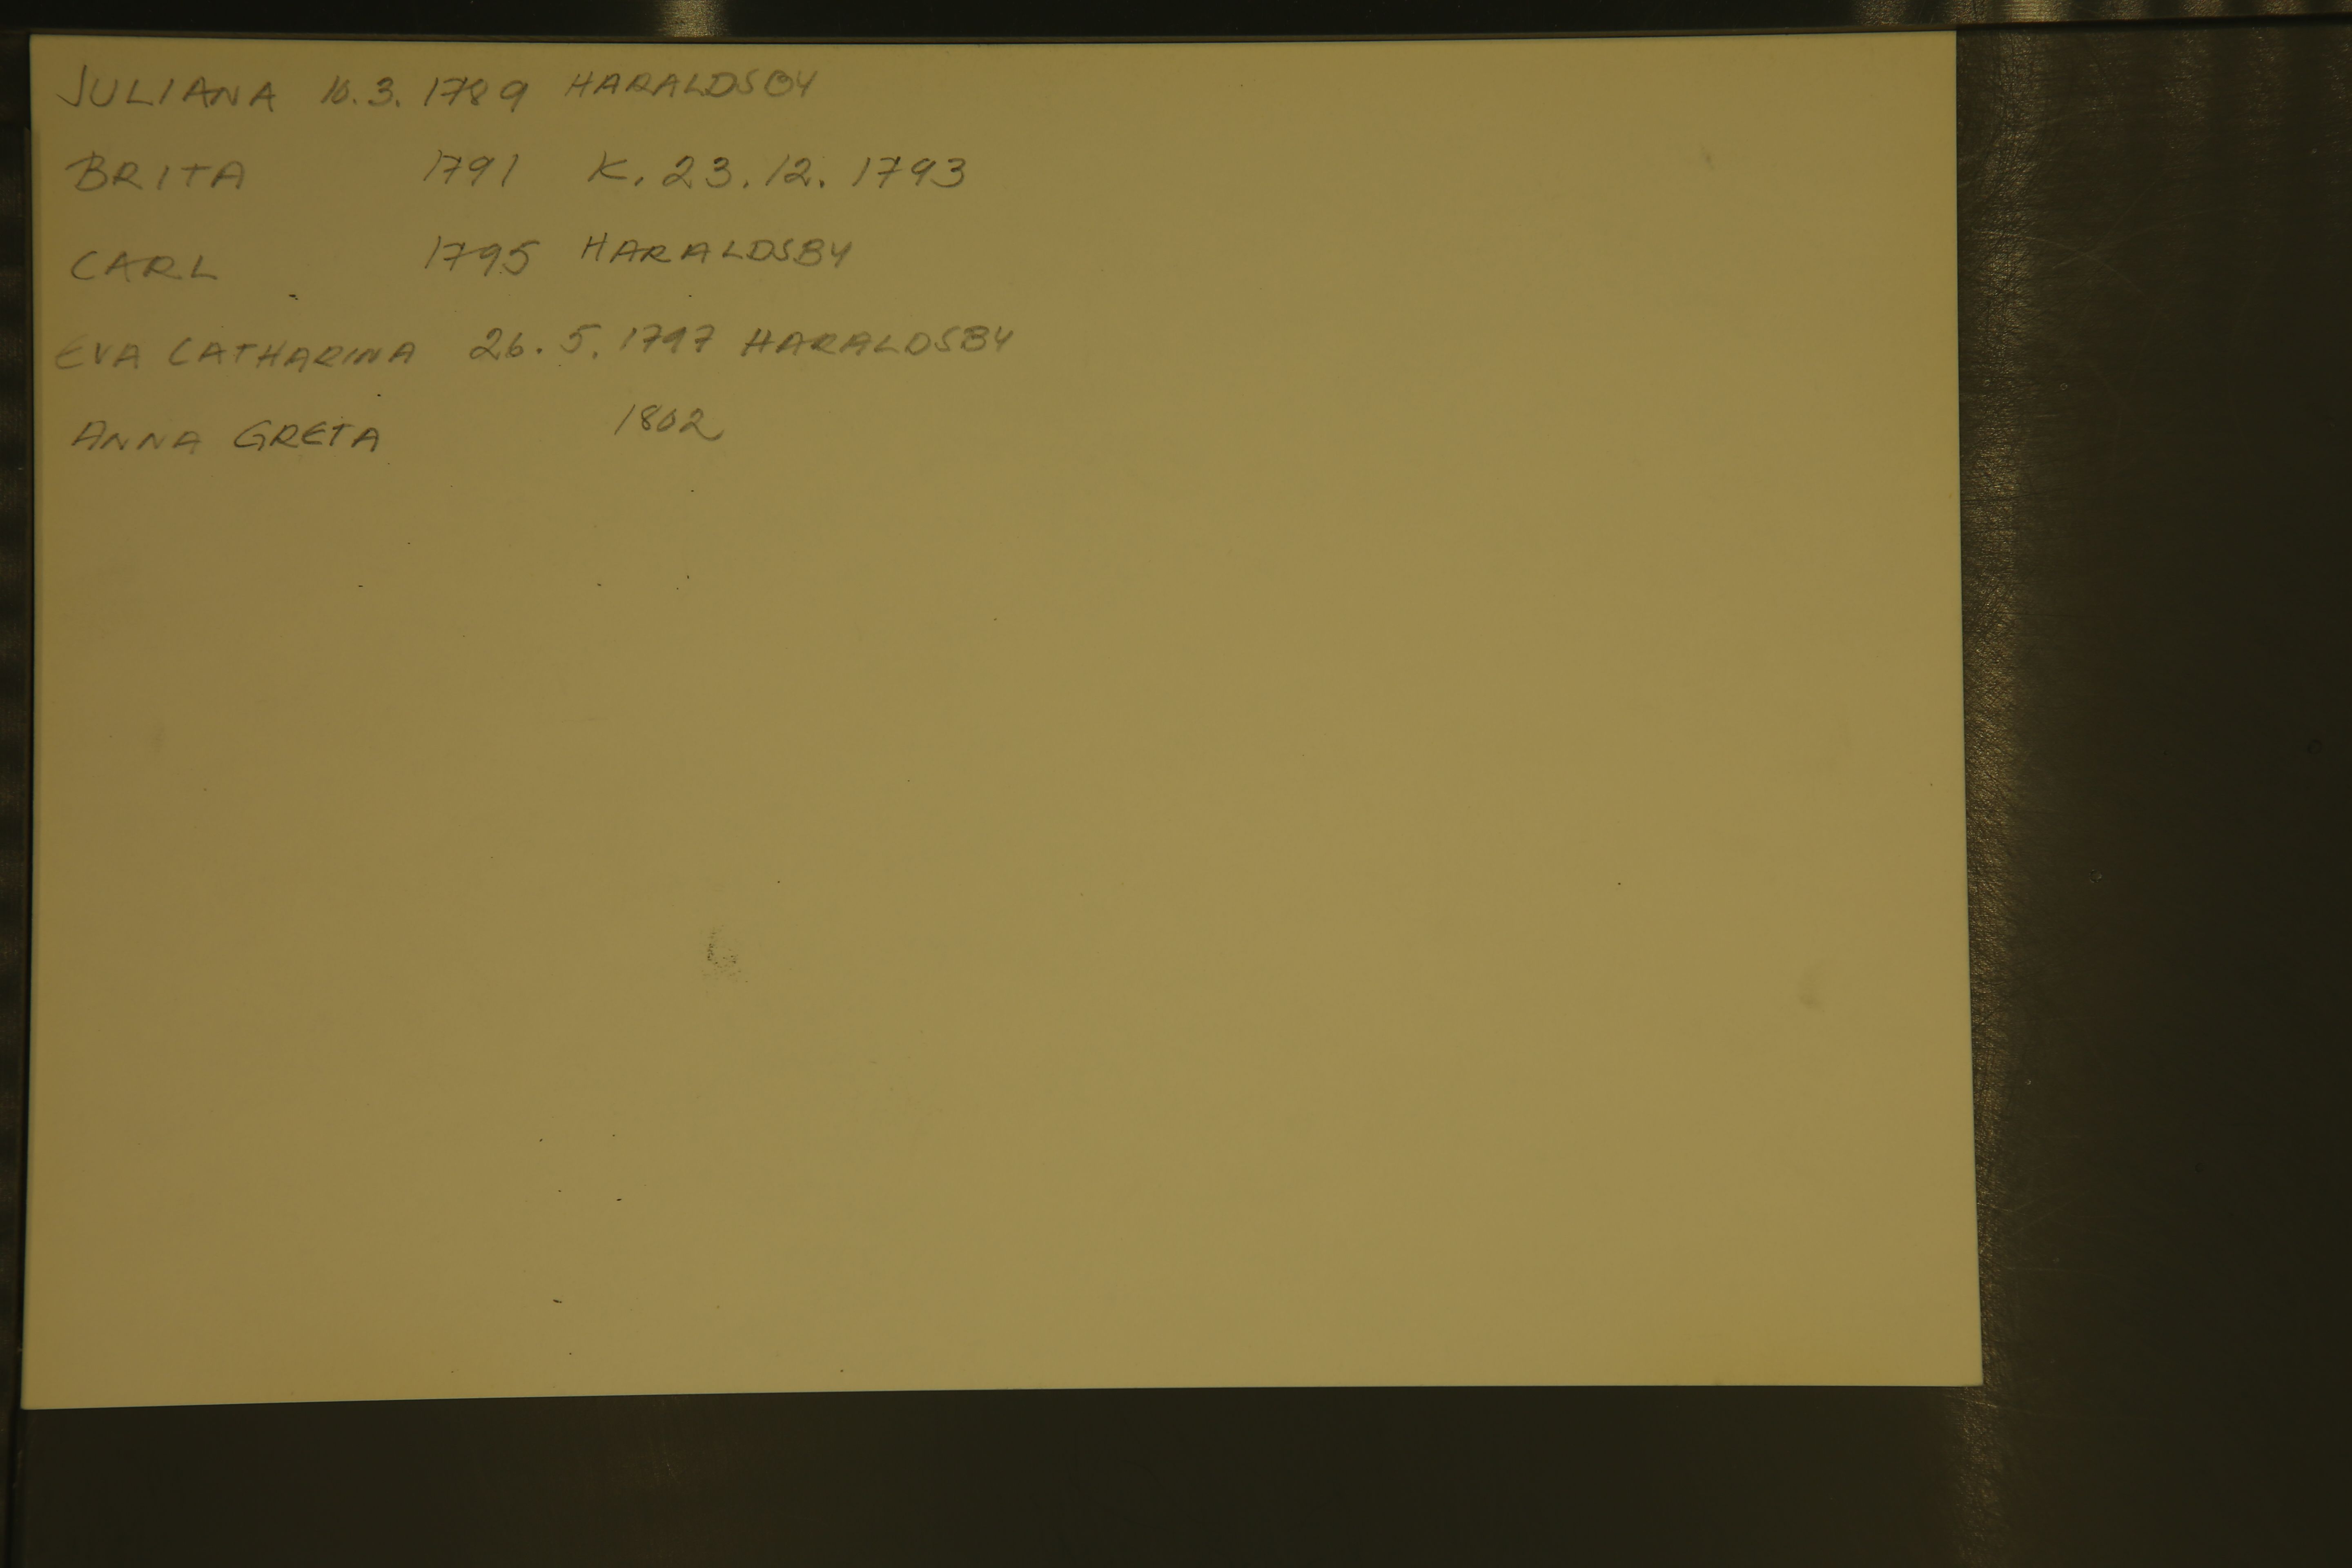 JULIANA 10.3. 1789 HARALDSBY
BRITA 1791 K. 23.12. 1793
CARL 1795 HARALDSBY
EVA CATHARINA 26.5.1797 HARALDSBY
ANNA GRETA 1802